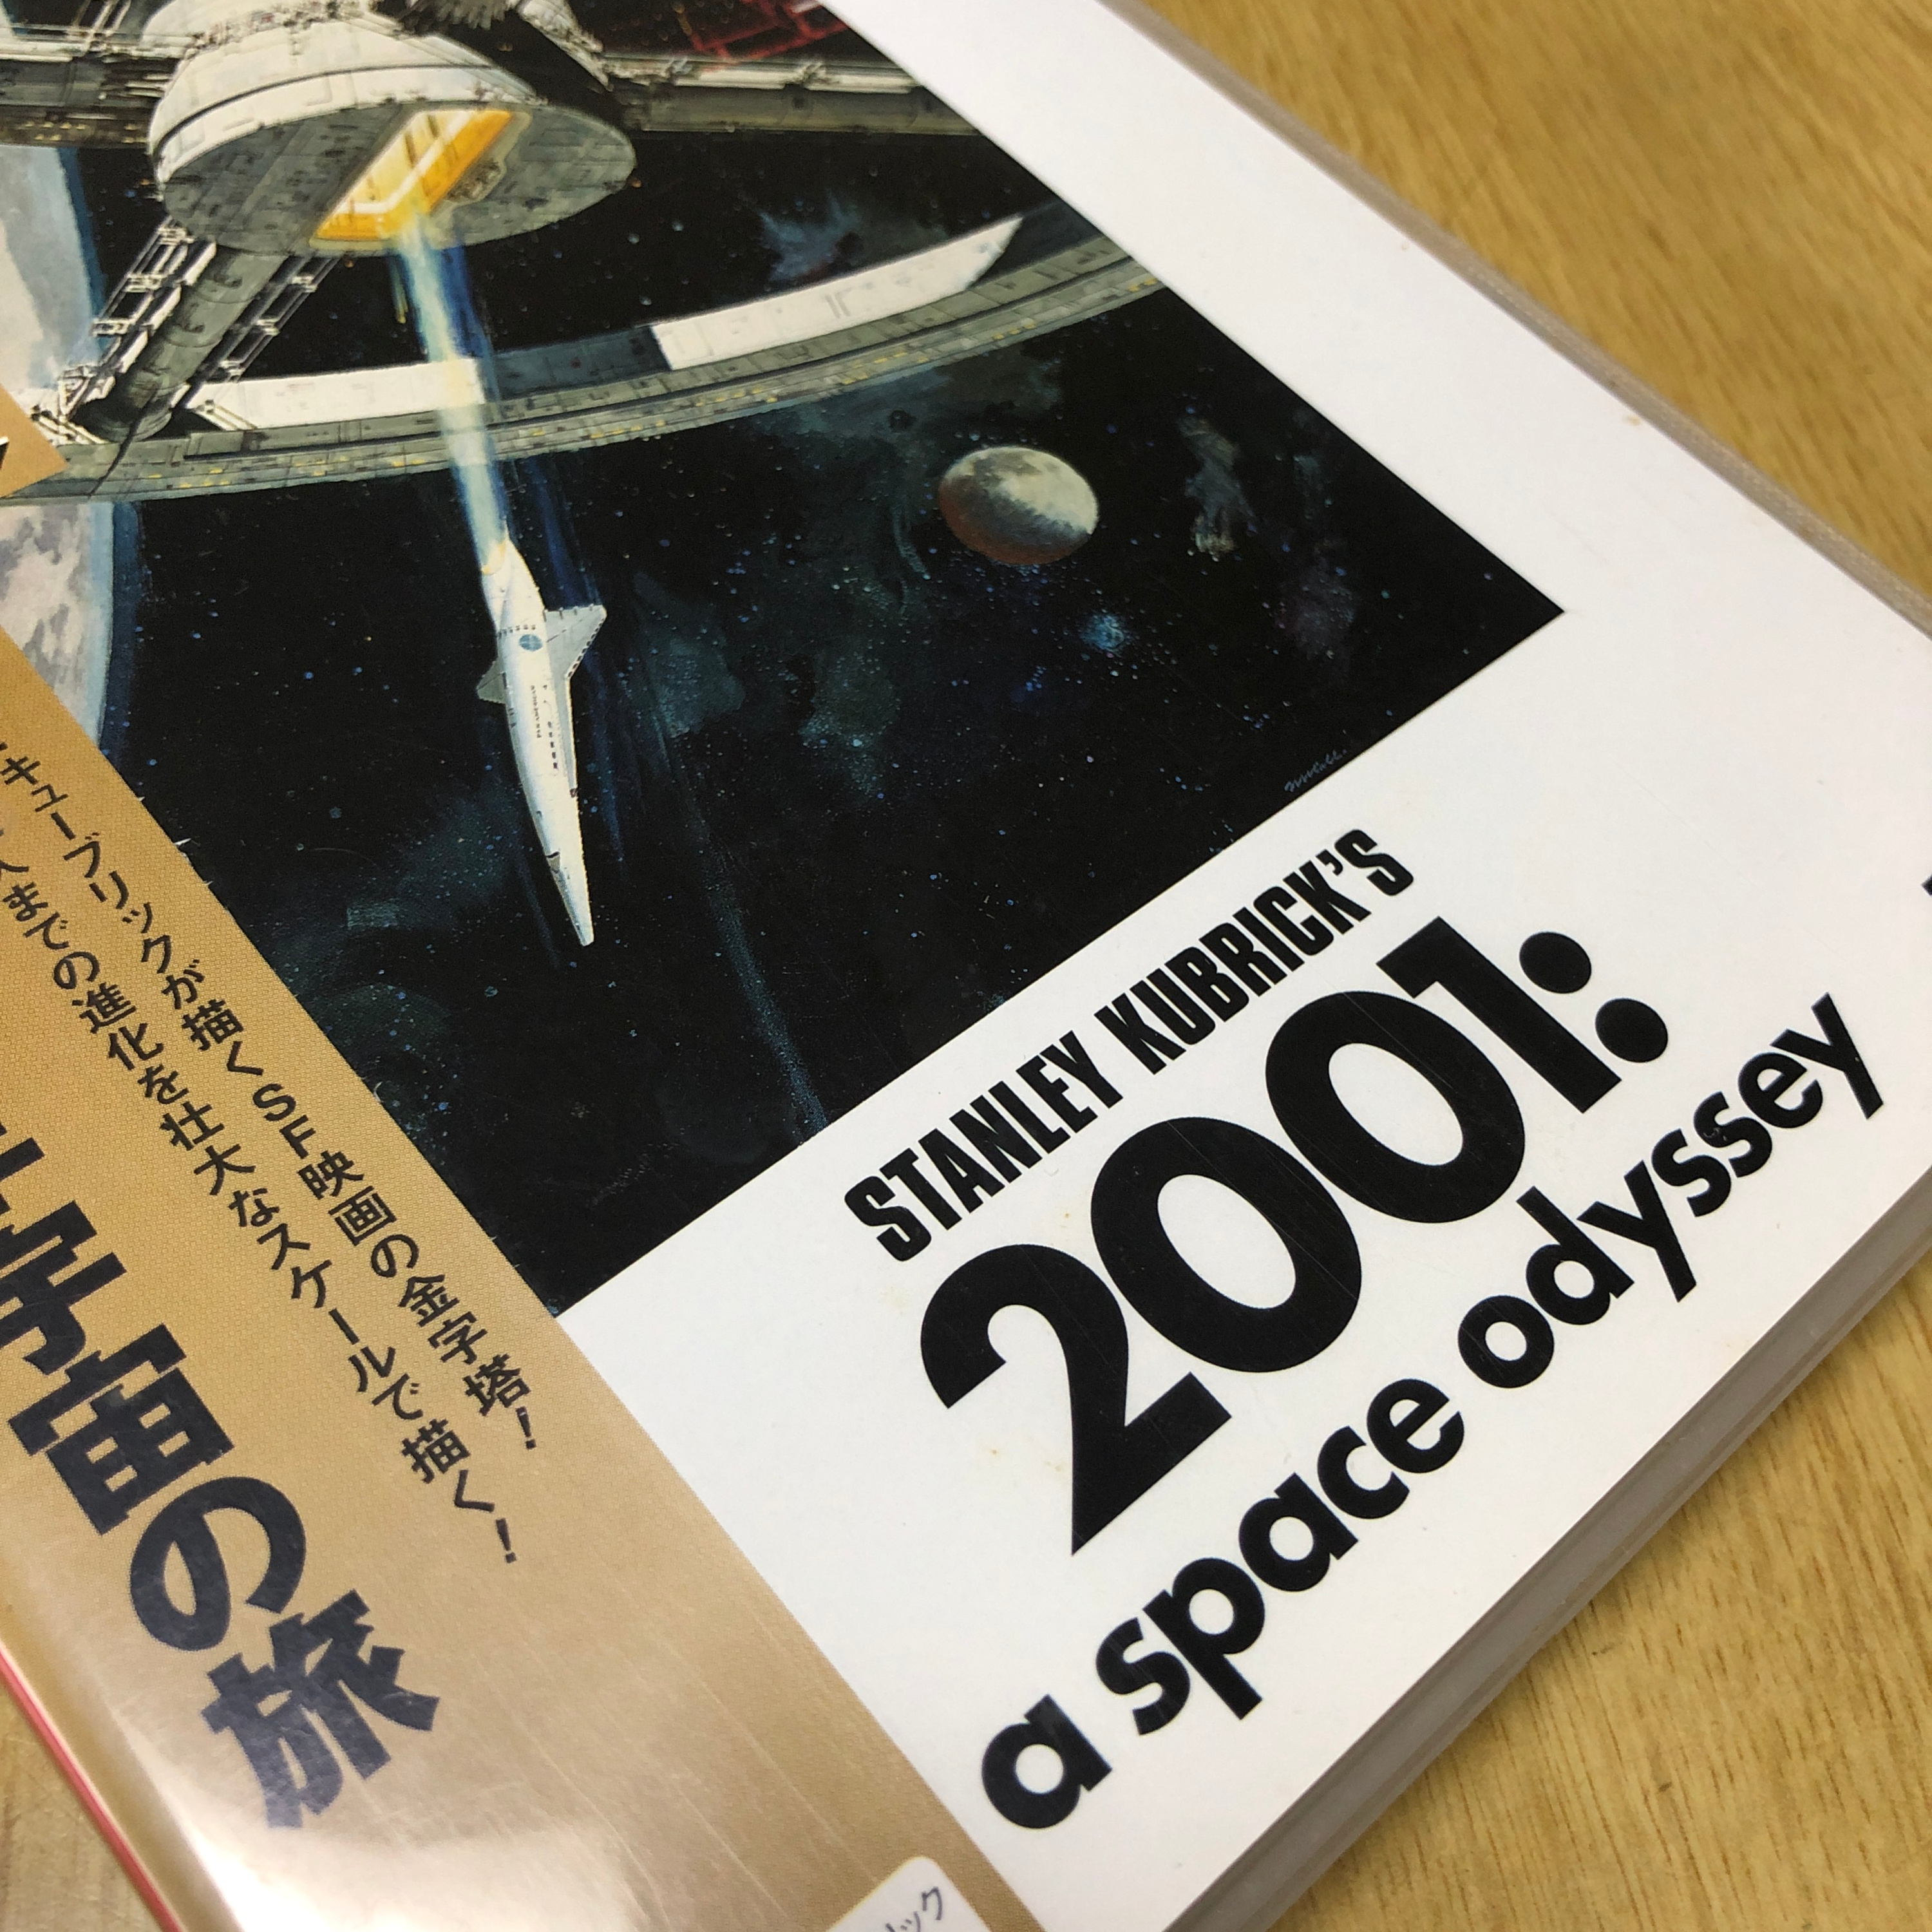 STANLEY KUBRICK'S
2001:
a space odyssey
キューブリックが描くSF映画の金字塔！
までの進化を壮大なスケールで描く！
宇宙の旅
ック